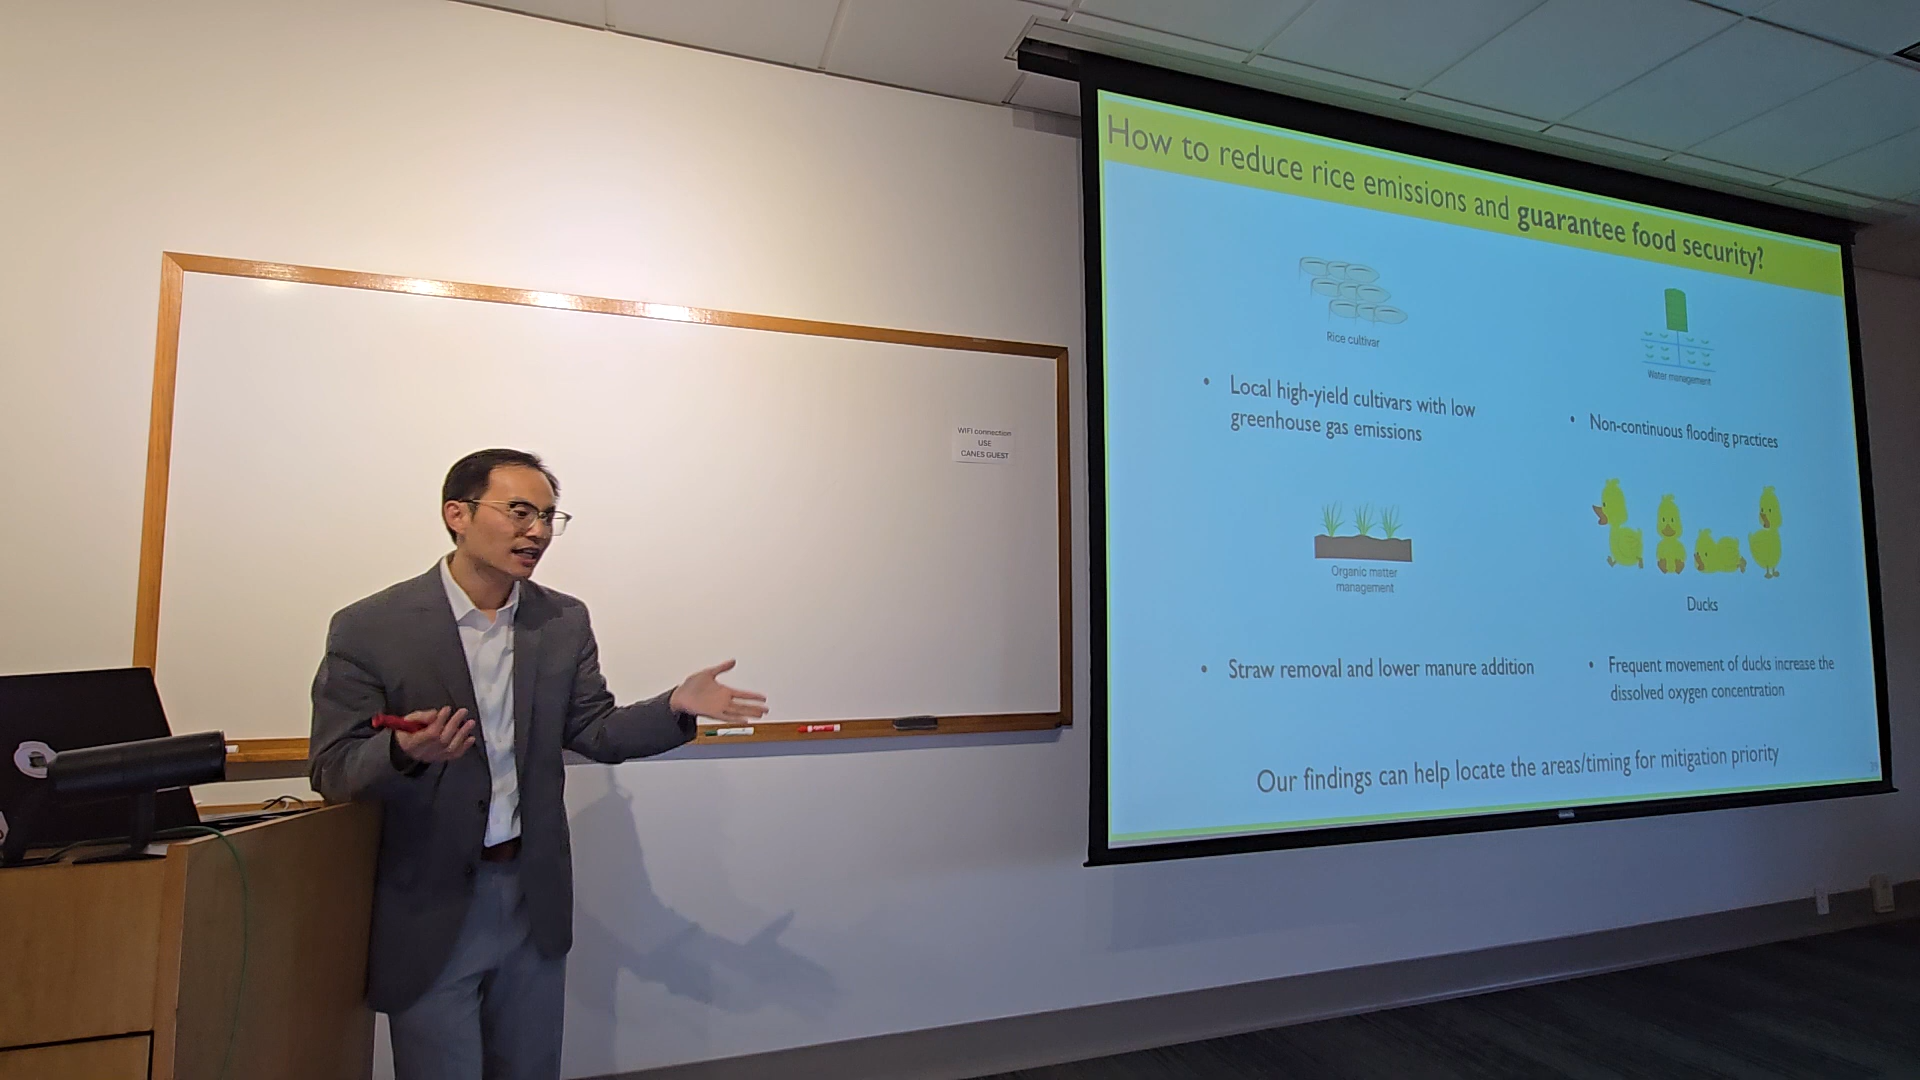 How to reduce rice emissions and guarantee food security?
Rice cultivar
Water management
Local high-yield cultivars with low
greenhouse gas emissions
Non-continuous flooding practices
Organic matter
management
Ducks
Straw removal and lower manure addition
Frequent movement of ducks increase the
dissolved oxygen concentration
Our findings can help locate the areas/timing for mitigation priority
WIFI connection
USE
CANES GUEST